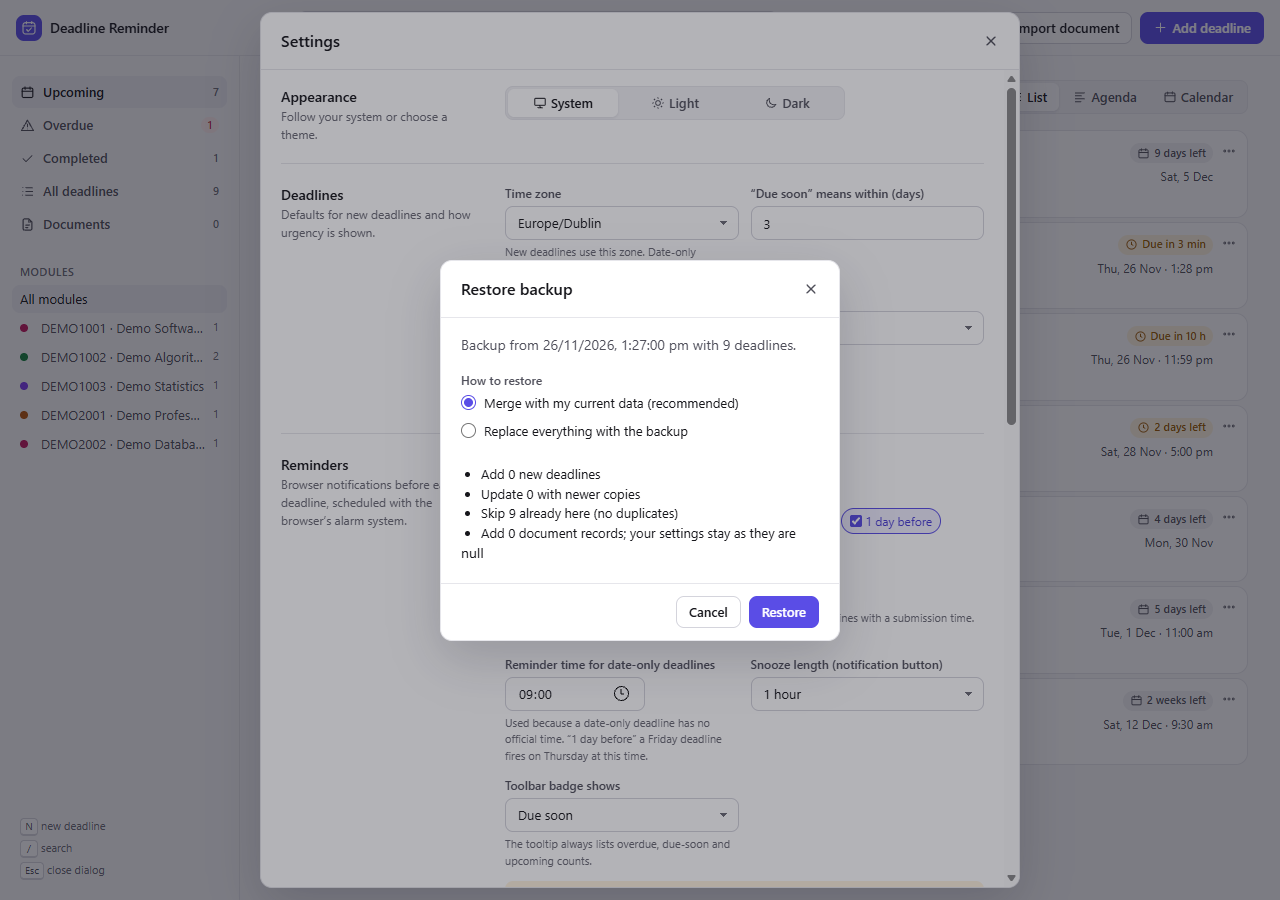 Deadline Reminder
Settings
mport document
Add deadline
Upcoming 7
Overdue 1
Completed 1
All deadlines 9
Documents 0
MODULES
All modules
DEMO1001 · Demo Softwa... 1
DEMO1002 · Demo Algorit... 2
DEMO1003 · Demo Statistics 1
DEMO2001 · Demo Profes... 1
DEMO2002 · Demo Databa... 1
N new deadline
/ search
Esc close dialog
Appearance
Follow your system or choose a
theme.
System Light Dark
Deadlines
Defaults for new deadlines and how
urgency is shown.
Time zone
Europe/Dublin
New deadlines use this zone. Date-only
“Due soon” means within (days)
3
Reminders
Browser notifications before ea
deadline, scheduled with the
browser's alarm system.
1 day before
lines with a submission time.
Reminder time for date-only deadlines
09:00
Used because a date-only deadline has no
official time. “1 day before” a Friday deadline
fires on Thursday at this time.
Snooze length (notification button)
1 hour
Toolbar badge shows
Due soon
The tooltip always lists overdue, due-soon and
upcoming counts.
Restore backup
Backup from 26/11/2026, 1:27:00 pm with 9 deadlines.
How to restore
Merge with my current data (recommended)
Replace everything with the backup
• Add 0 new deadlines
• Update 0 with newer copies
• Skip 9 already here (no duplicates)
• Add 0 document records; your settings stay as they are
null
Cancel Restore
List Agenda Calendar
9 days left
Sat, 5 Dec
Due in 3 min
Thu, 26 Nov · 1:28 pm
Due in 10 h
Thu, 26 Nov · 11:59 pm
2 days left
Sat, 28 Nov · 5:00 pm
4 days left
Mon, 30 Nov
5 days left
Tue, 1 Dec · 11:00 am
2 weeks left
Sat, 12 Dec · 9:30 am